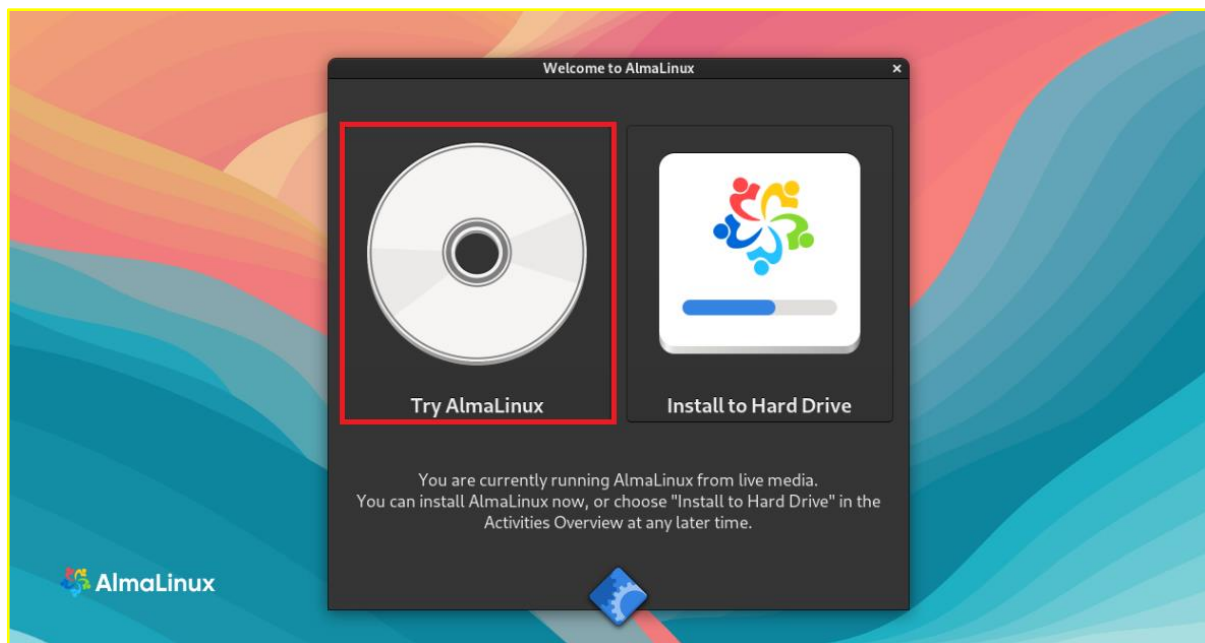 Welcome to AlmaLinux
Try AlmaLinux
Install to Hard Drive
You are currently running AlmaLinux from live media.
You can install AlmaLinux now, or choose "Install to Hard Drive" in the
Activities Overview at any later time.
AlmaLinux